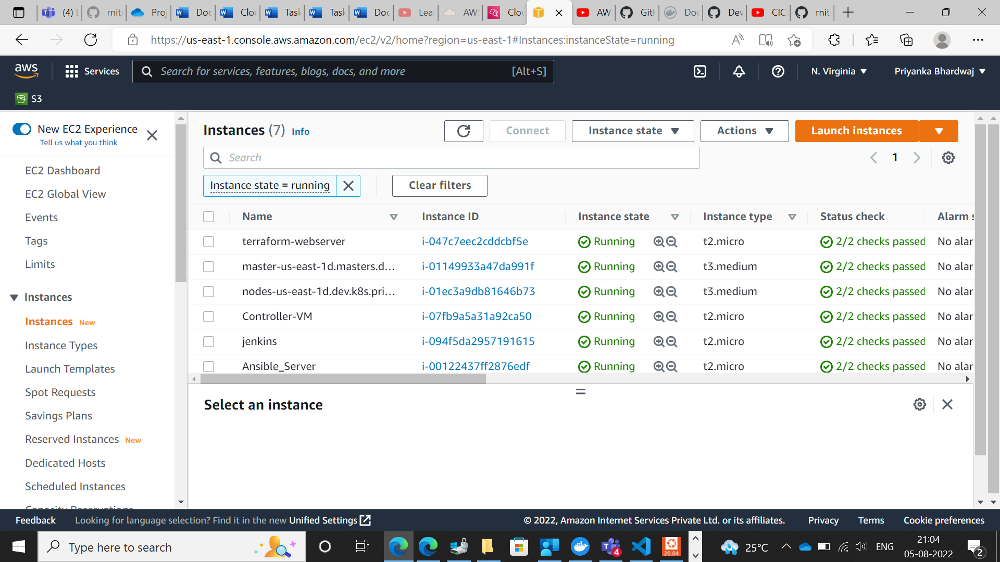 (4) D
rniti
Proj
Doc
Clou
Task
Task
Doc
Lear
AWS
Clou
AW
GitH
Doc
Dev
CIC
rnit
https://us-east-1.console.aws.amazon.com/ec2/v2/home?region=us-east-1#Instances:instanceState=running
aws
Services
Search for services, features, blogs, docs, and more [Alt+S]
N. Virginia
Priyanka Bhardwaj
S3
New EC2 Experience
Tell us what you think
EC2 Dashboard
EC2 Global View
Events
Tags
Limits
Instances
Instances New
Instance Types
Launch Templates
Spot Requests
Savings Plans
Reserved Instances New
Dedicated Hosts
Scheduled Instances
Capacity Reservations
Instances (7) Info
Connect
Instance state
Actions
Launch instances
Search
1
Instance state = running
Clear filters
Name Instance ID Instance state Instance type Status check Alarm s
terraform-webserver i-047c7eec2cddcbf5e Running t2.micro 2/2 checks passed No alar
master-us-east-1d.masters.d... i-01149933a47da991f Running t3.medium 2/2 checks passed No alar
nodes-us-east-1d.dev.k8s.pri... i-01ec3a9db81646b73 Running t3.medium 2/2 checks passed No alar
Controller-VM i-07fb9a5a31a92ca50 Running t2.micro 2/2 checks passed No alar
jenkins i-094f5da2957191615 Running t2.micro 2/2 checks passed No alar
Ansible_Server i-00122437ff2876edf Running t2.micro 2/2 checks passed No alar
Select an instance
Feedback Looking for language selection? Find it in the new Unified Settings © 2022, Amazon Internet Services Private Ltd. or its affiliates. Privacy Terms Cookie preferences
Type here to search
4
20.04
25°C
ENG
21:04
05-08-2022
2